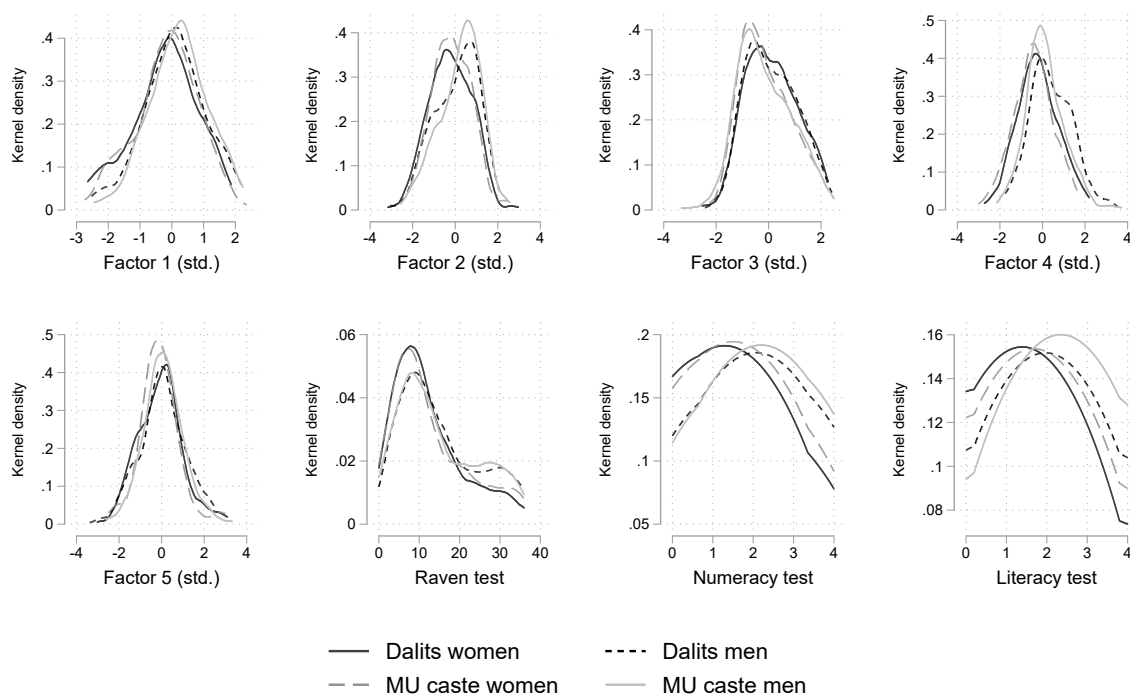 .4
.3
.2
.1
0
Kernel density
-3 -2 -1 0 1 2
Factor 1 (std.)
.4
.3
.2
.1
0
Kernel density
-4 -2 0 2 4
Factor 2 (std.)
.4
.3
.2
.1
0
Kernel density
-4 -2 0 2
Factor 3 (std.)
.5
.4
.3
.2
.1
0
Kernel density
-4 -2 0 2 4
Factor 4 (std.)
.5
.4
.3
.2
.1
0
Kernel density
-4 -2 0 2 4
Factor 5 (std.)
.06
.04
.02
0
Kernel density
0 10 20 30 40
Raven test
.2
.15
.1
.05
Kernel density
0 1 2 3 4
Numeracy test
.16
.14
.12
.1
.08
Kernel density
0 1 2 3 4
Literacy test
Dalits women Dalits men
MU caste women MU caste men